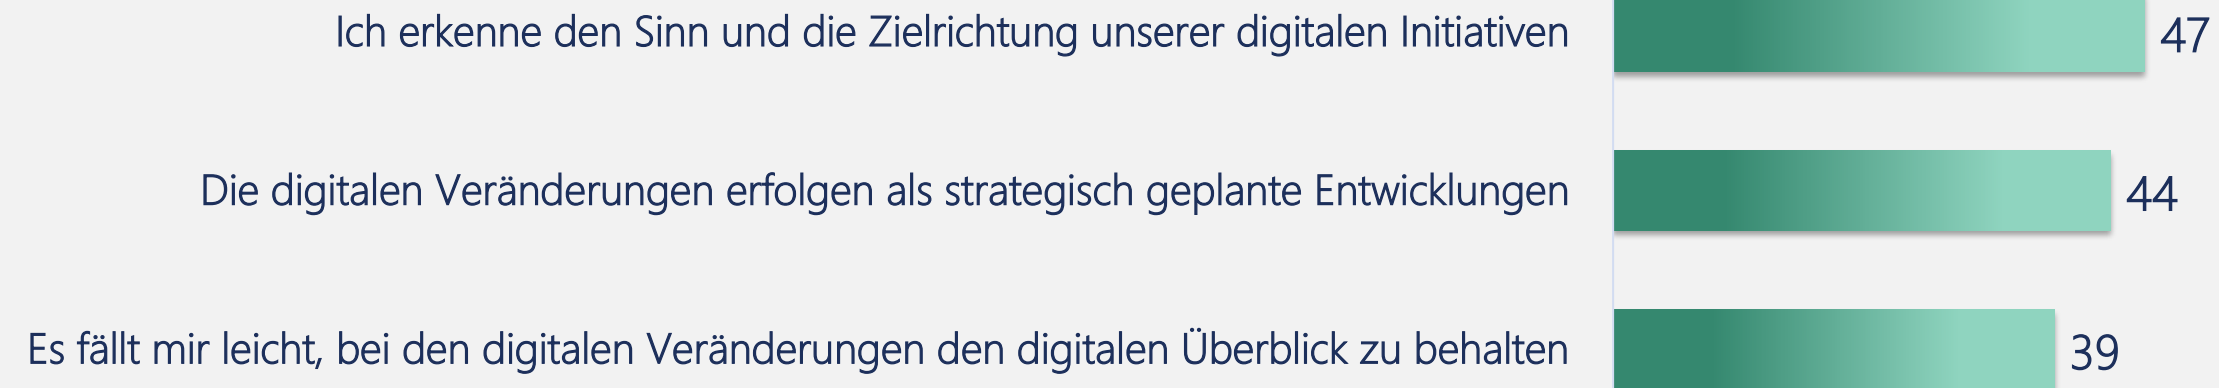 Ich erkenne den Sinn und die Zielrichtung unserer digitalen Initiativen 47
Die digitalen Veränderungen erfolgen als strategisch geplante Entwicklungen 44
Es fällt mir leicht, bei den digitalen Veränderungen den digitalen Überblick zu behalten 39